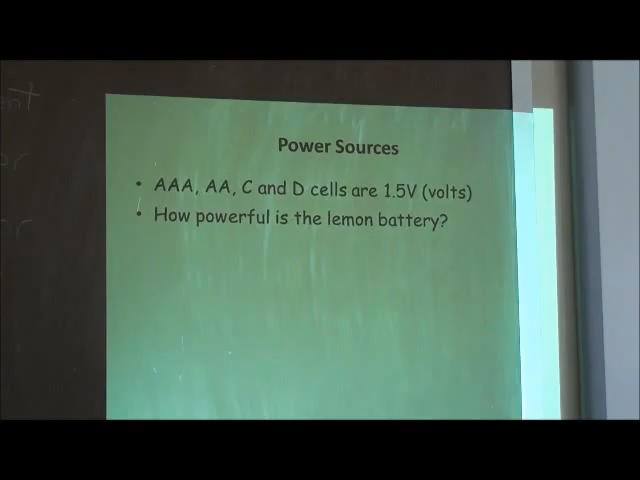 Power Sources
• AAA, AA, C and D cells are 1.5V (volts)
• How powerful is the lemon battery?